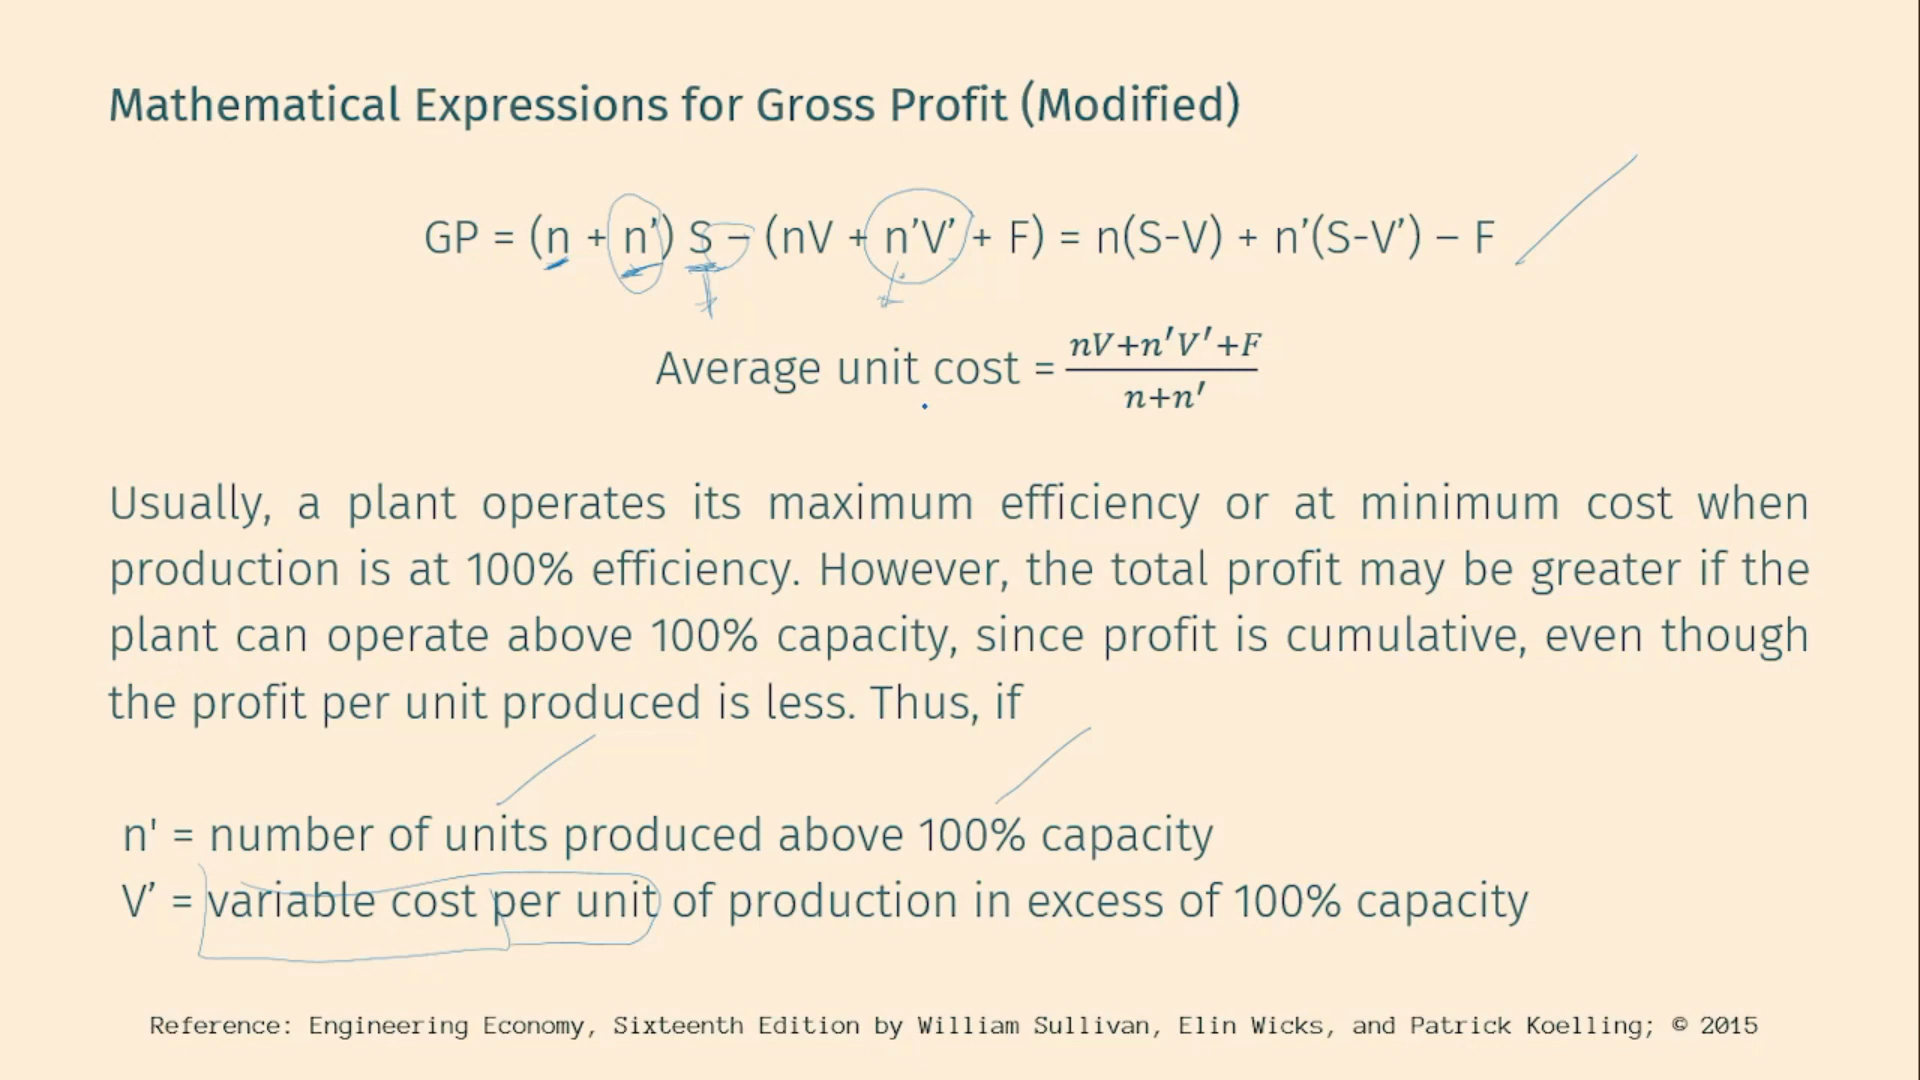 Mathematical Expressions for Gross Profit (Modified)
GP = (n + n’) S – (nV + n’V’ + F) = n(S-V) + n’(S-V’) – F
Average unit cost = nV+n′V′+F / n+n′
Usually, a plant operates its maximum efficiency or at minimum cost when
production is at 100% efficiency. However, the total profit may be greater if the
plant can operate above 100% capacity, since profit is cumulative, even though
the profit per unit produced is less. Thus, if
n' = number of units produced above 100% capacity
V’ = variable cost per unit of production in excess of 100% capacity
Reference: Engineering Economy, Sixteenth Edition by William Sullivan, Elin Wicks, and Patrick Koelling; © 2015